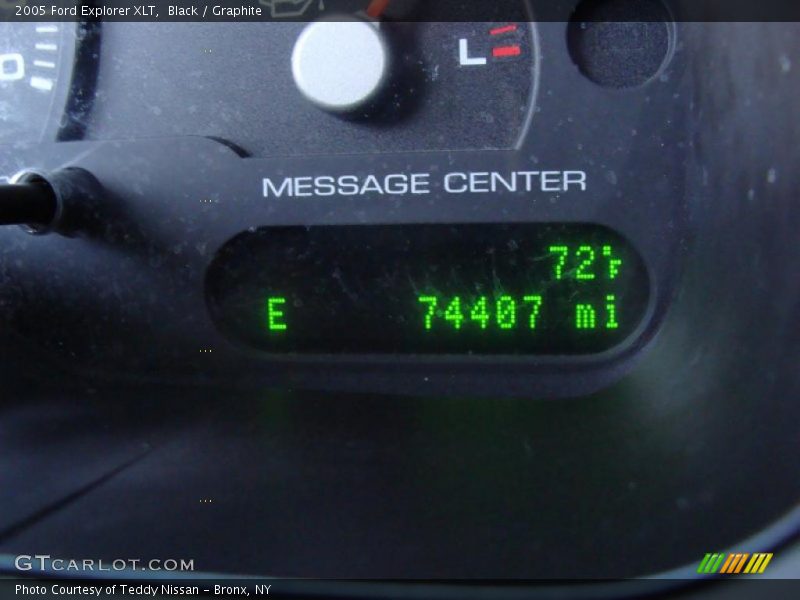 2005 Ford Explorer XLT,  Black / Graphite
L
0
MESSAGE CENTER
72°F
E 74407 mi
GTCARLOT.COM
Photo Courtesy of Teddy Nissan - Bronx, NY